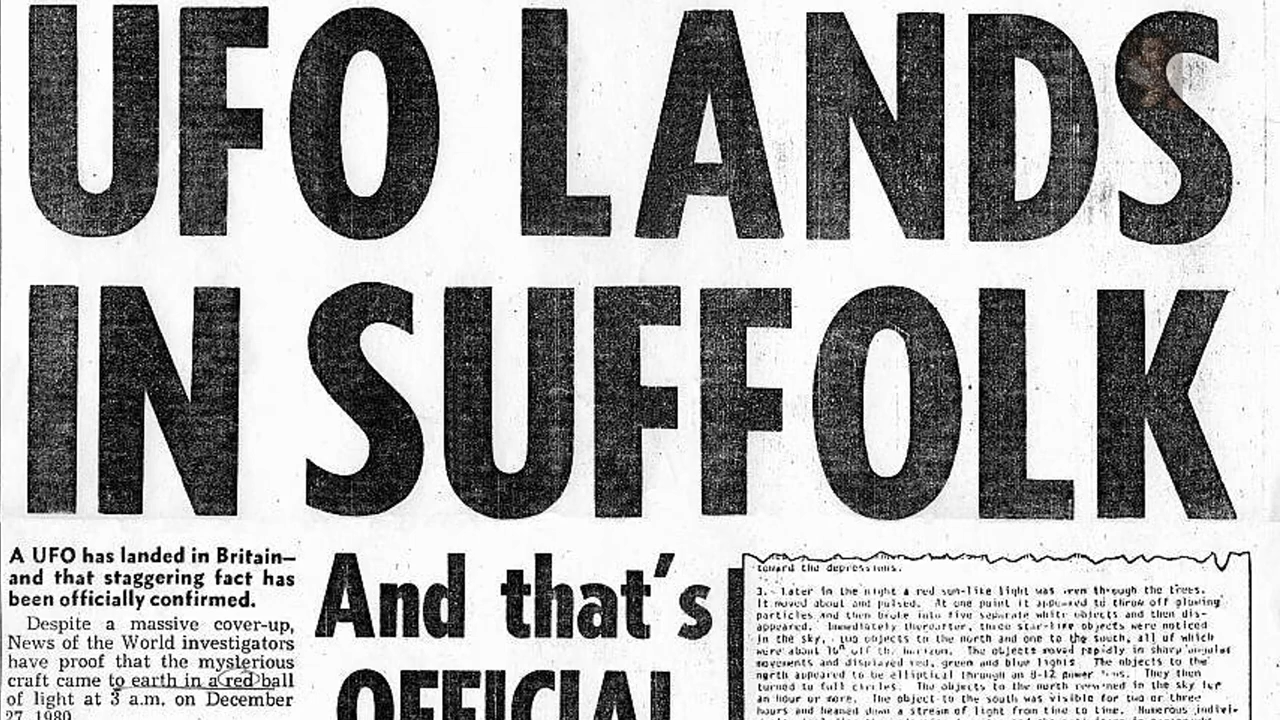 UFO LANDS
IN SUFFOLK
A UFO has landed in Britain—
and that staggering fact has
been officially confirmed.
Despite a massive cover-up,
News of the World investigators
have proof that the mysterious
craft came to earth in a red ball
of light at 3 a.m. on December
27, 1980
And that's
OFFICIAL
toward the depressions.
3. Later in the night a red sun-like light was seen through the trees.
It moved about and pulsed. At one point it appeared to throw off glowing
particles and then broke into five separate white objects and then dis-
appeared. Immediately thereafter, three star-like objects were noticed
in the sky, two objects to the north and one to the south, all of which
were about 10° off the horizon. The objects moved rapidly in sharp angular
movements and displayed red, green and blue lights. The objects to the
north appeared to be elliptical through an 8-12 power lens. They then
turned to full circles. The objects to the north remained in the sky for
an hour or more. The object to the south was visible for two or three
hours and beamed down a stream of light from time to time. Numerous indivi-